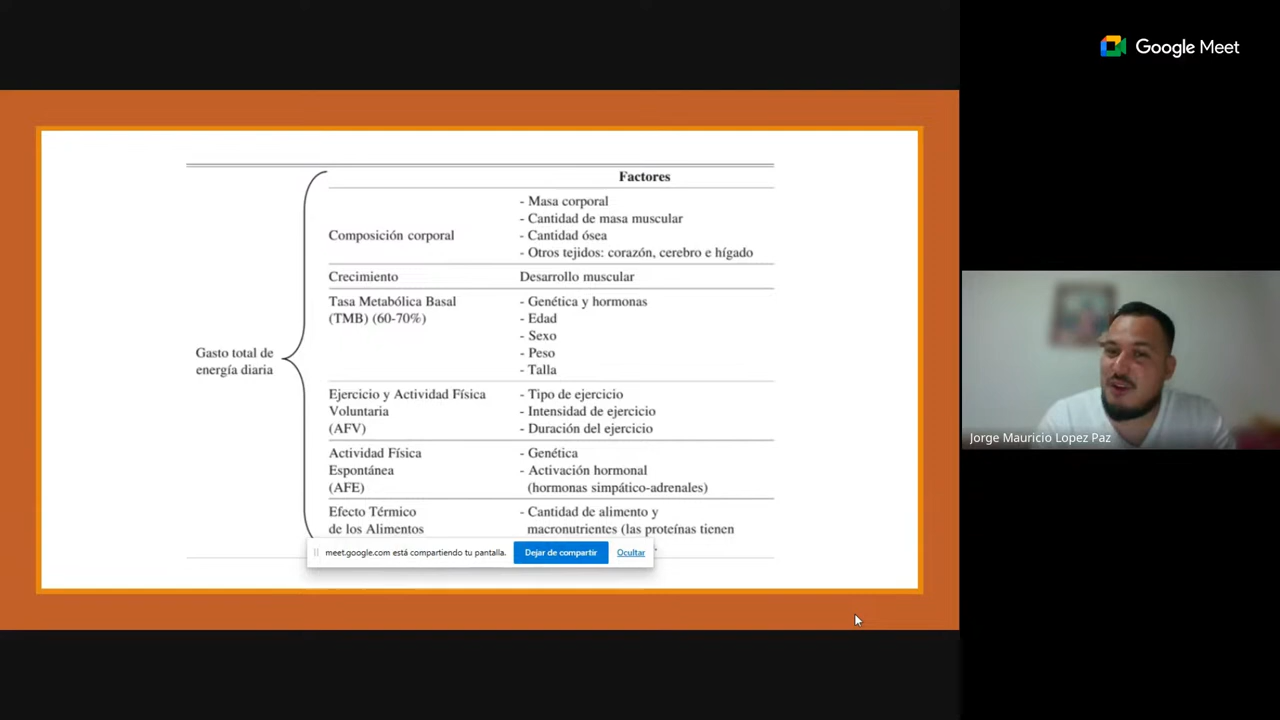 Google Meet
Factores
Composición corporal
- Masa corporal
- Cantidad de masa muscular
- Cantidad ósea
- Otros tejidos: corazón, cerebro e hígado
Crecimiento
Desarrollo muscular
Tasa Metabólica Basal
(TMB) (60-70%)
- Genética y hormonas
- Edad
- Sexo
- Peso
- Talla
Gasto total de
energía diaria
Ejercicio y Actividad Física
Voluntaria
(AFV)
- Tipo de ejercicio
- Intensidad de ejercicio
- Duración del ejercicio
Actividad Física
Espontánea
(AFE)
- Genética
- Activación hormonal
(hormonas simpático-adrenales)
Efecto Térmico
de los Alimentos
- Cantidad de alimento y
macronutrientes (las proteínas tienen
meet.google.com está compartiendo tu pantalla.
Dejar de compartir
Ocultar
Jorge Mauricio Lopez Paz